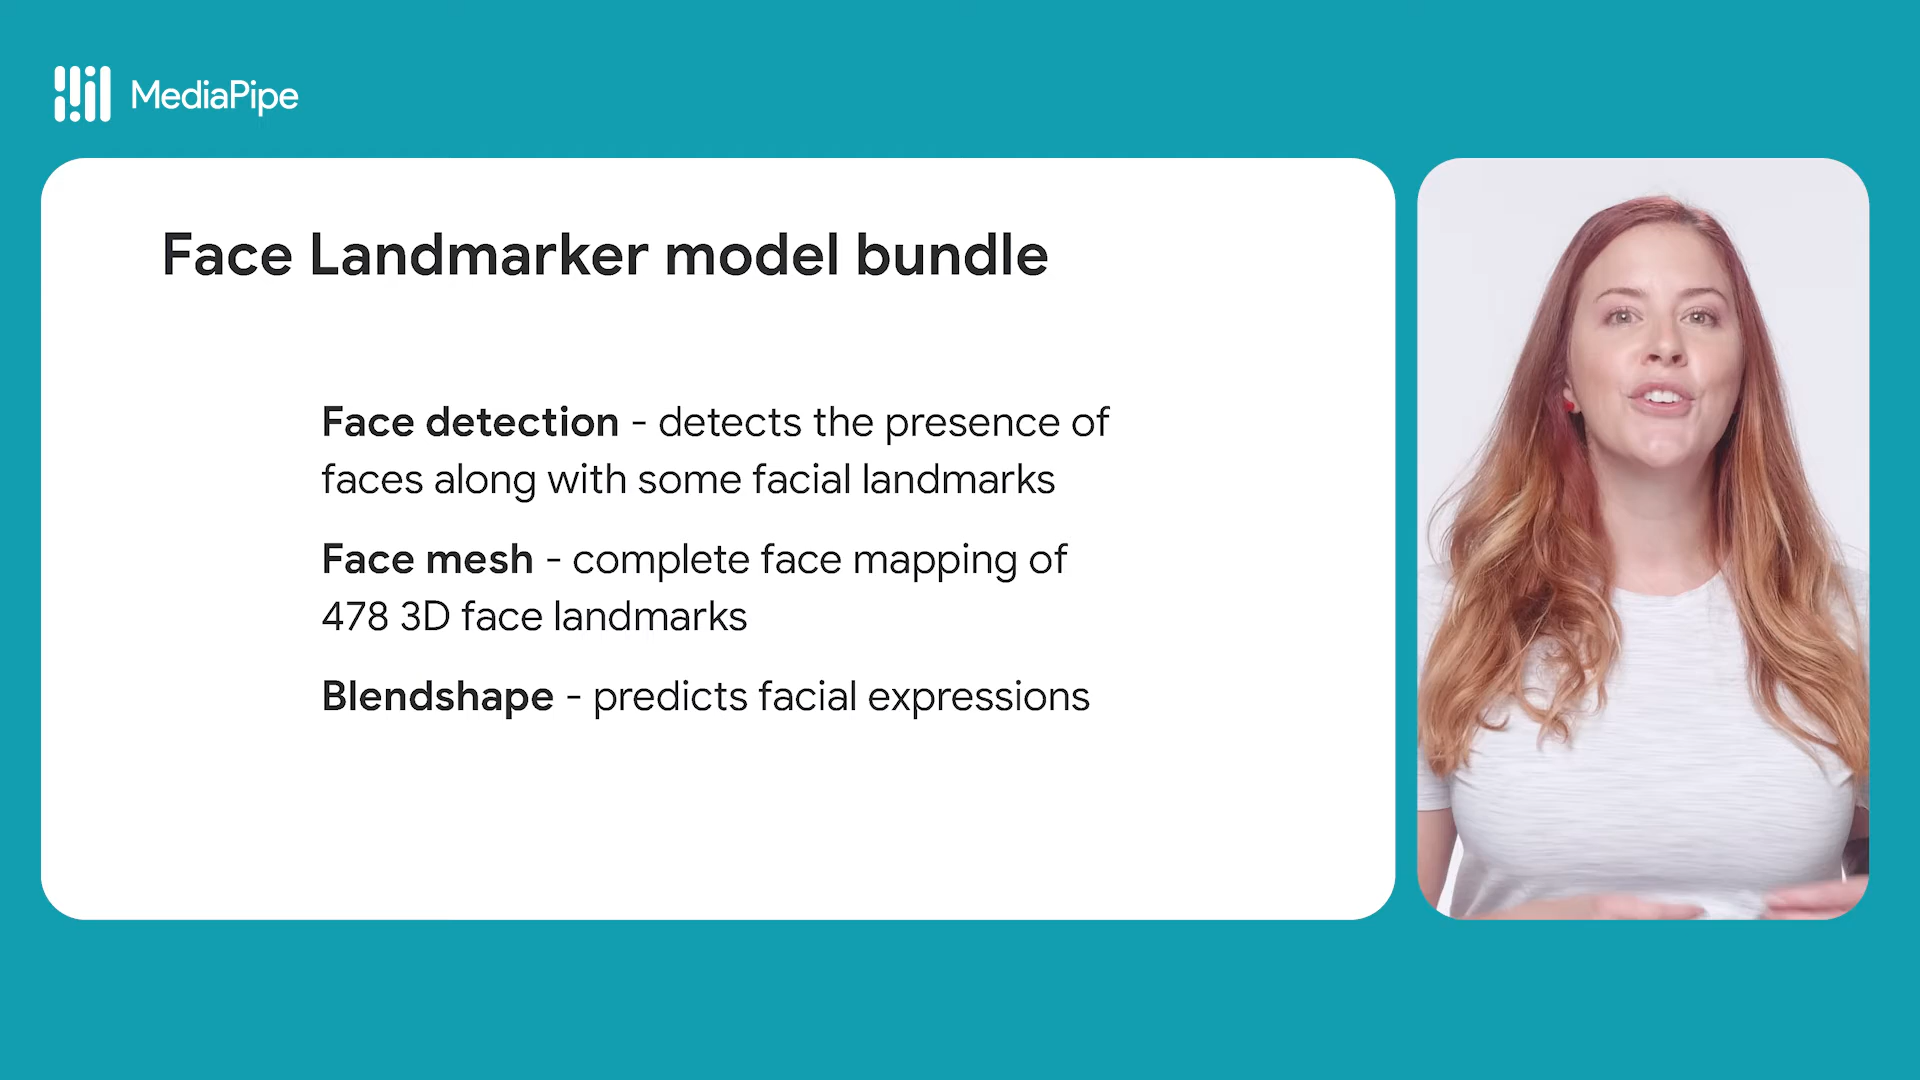 MediaPipe
Face Landmarker model bundle
Face detection - detects the presence of
faces along with some facial landmarks
Face mesh - complete face mapping of
478 3D face landmarks
Blendshape - predicts facial expressions